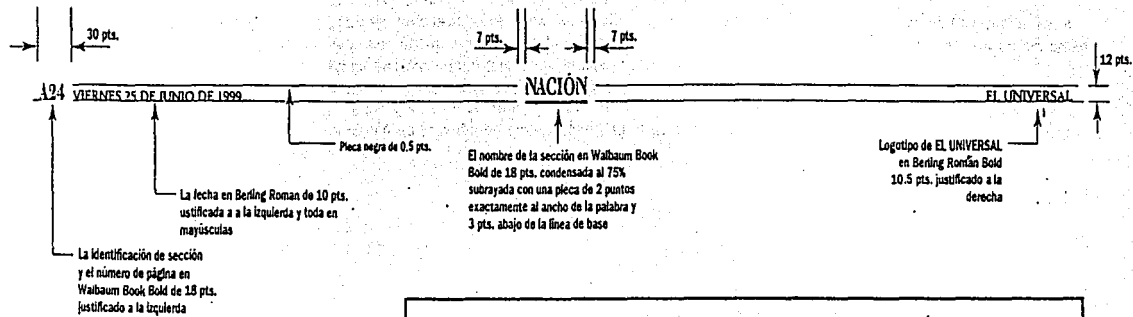 30 pts.
7 pts.
7 pts.
12 pts.
A24 VIERNES 25 DE JUNIO DE 1999
NACIÓN
EL UNIVERSAL
Pleca negra de 0.5 pts.
La fecha en Berling Roman de 10 pts.
ustificada a a la izquierda y toda en
mayúsculas
La identificación de sección
y el número de página en
Walbaum Book Bold de 18 pts.
justificado a la izquierda
El nombre de la sección en Walbaum Book
Bold de 18 pts. condensada al 75%
subrayada con una pleca de 2 puntos
exactamente al ancho de la palabra y
3 pts. abajo de la línea de base
Logotipo de EL UNIVERSAL
en Berling Román Bold
10.5 pts. justificado a la
derecha